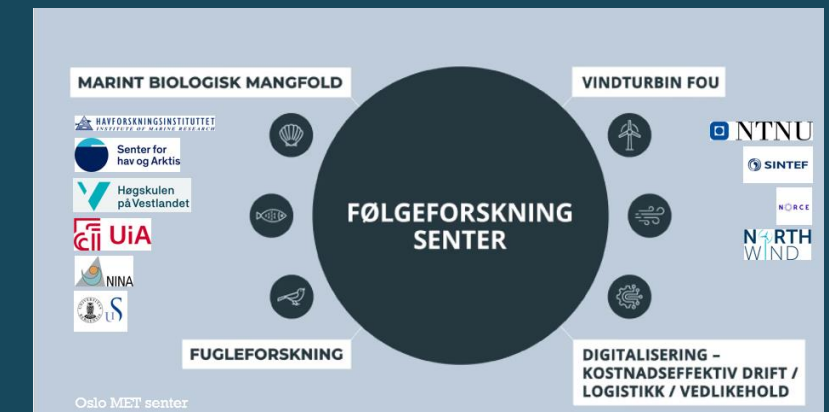 MARINT BIOLOGISK MANGFOLD
VINDTURBIN FOU
HAVFORSKNINGSINSTITUTTET
INSTITUTE OF MARINE RESEARCH
Senter for
hav og Arktis
Høgskulen
på Vestlandet
UiA
NINA
US
NTNU
SINTEF
NORCE
NORTH
WIND
FØLGEFORSKNING
SENTER
FUGLEFORSKNING
DIGITALISERING –
KOSTNADSEFFEKTIV DRIFT /
LOGISTIKK / VEDLIKEHOLD
Oslo MET senter